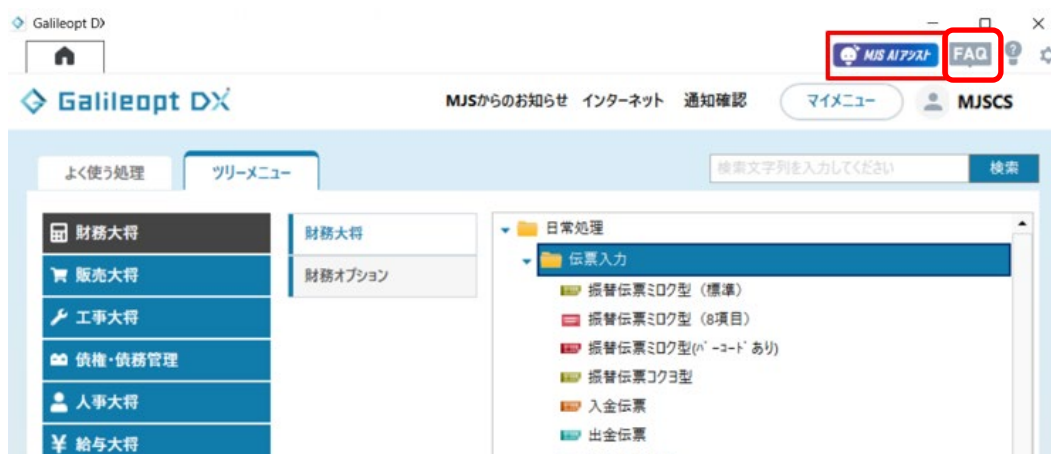 Galileopt DX
MJS AIアシスト FAQ
Galileopt DX
MJSからのお知らせ インターネット 通知確認 マイメニュー MJSCS
よく使う処理 ツリーメニュー 検索文字列を入力してください 検索
財務大将 財務大将 日常処理
販売大将 財務オプション 伝票入力
工事大将 振替伝票ミロク型（標準）
債権・債務管理 振替伝票ミロク型（8項目）
人事大将 振替伝票ミロク型(ﾊﾞｰｺｰﾄﾞあり)
給与大将 振替伝票コクヨ型
入金伝票
出金伝票